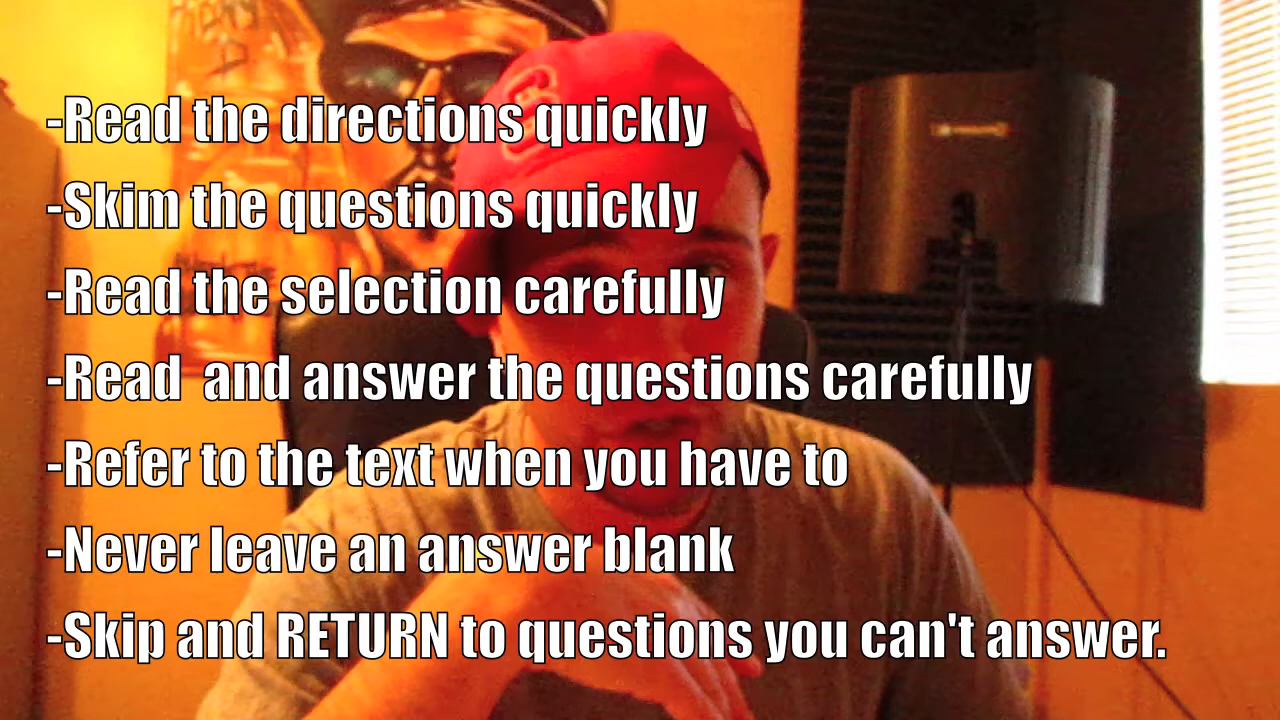 -Read the directions quickly
-Skim the questions quickly
-Read the selection carefully
-Read  and answer the questions carefully
-Refer to the text when you have to
-Never leave an answer blank
-Skip and RETURN to questions you can't answer.